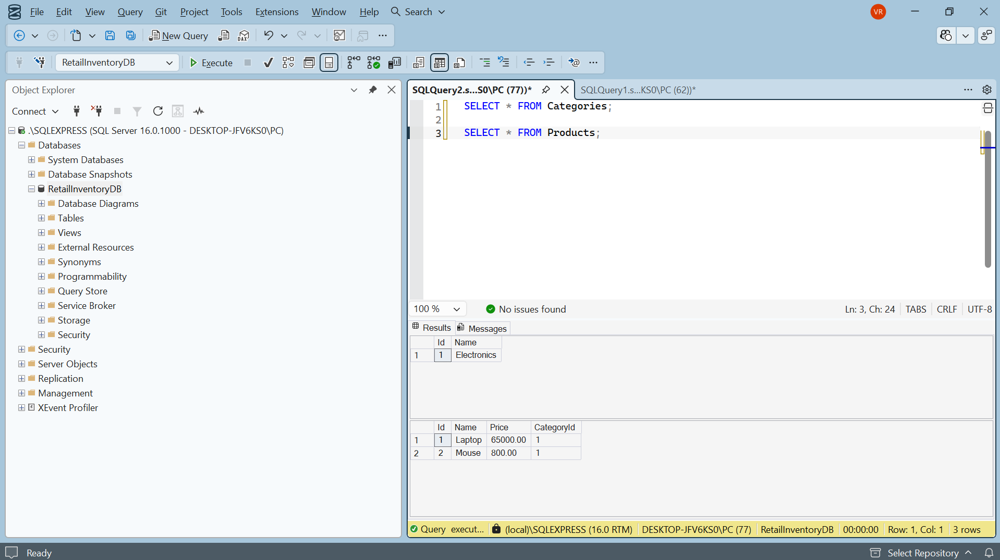 File Edit View Query Git Project Tools Extensions Window Help Search VR
New Query DAX
RetailInventoryDB Execute
Object Explorer
Connect
.\SQLEXPRESS (SQL Server 16.0.1000 - DESKTOP-JFV6KS0\PC)
Databases
System Databases
Database Snapshots
RetailInventoryDB
Database Diagrams
Tables
Views
External Resources
Synonyms
Programmability
Query Store
Service Broker
Storage
Security
Security
Server Objects
Replication
Management
XEvent Profiler
SQLQuery2.s...S0\PC (77))* SQLQuery1.s...KS0\PC (62))*
1 SELECT * FROM Categories;
2
3 SELECT * FROM Products;
100 % No issues found Ln: 3, Ch: 24 TABS CRLF UTF-8
Results Messages
Id Name
1 1 Electronics
Id Name Price CategoryId
1 1 Laptop 65000.00 1
2 2 Mouse 800.00 1
Query execut... (local)\SQLEXPRESS (16.0 RTM) DESKTOP-JFV6KS0\PC (77) RetailInventoryDB 00:00:00 Row: 1, Col: 1 3 rows
Ready Select Repository